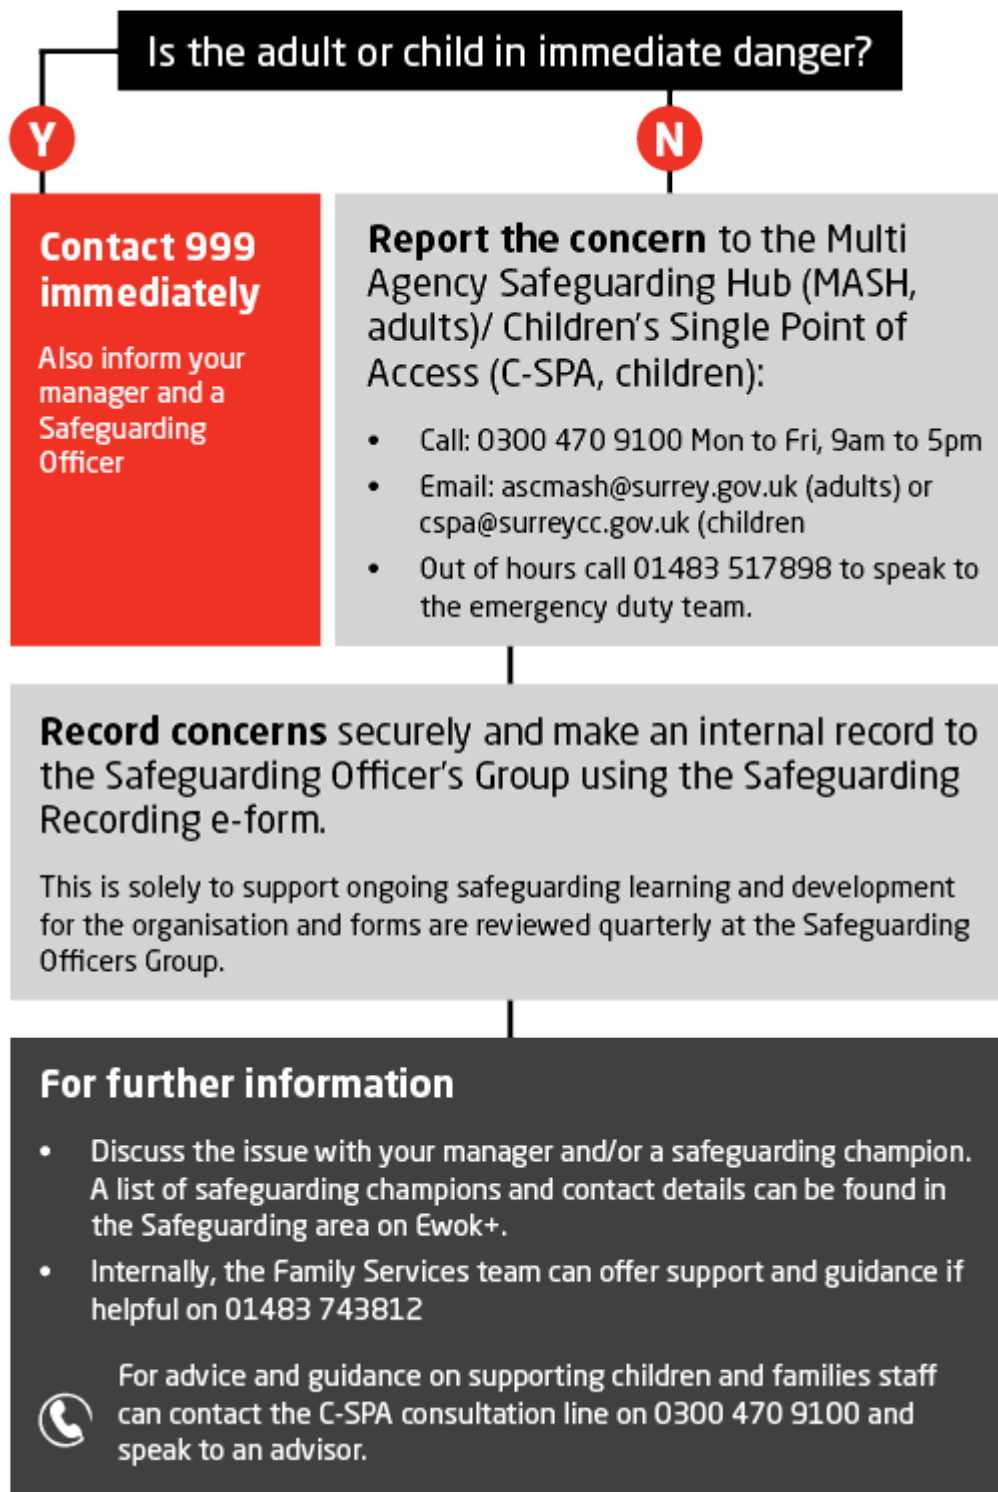 Is the adult or child in immediate danger?
Y
N
Contact 999
immediately
Also inform your
manager and a
Safeguarding
Officer
Report the concern to the Multi
Agency Safeguarding Hub (MASH,
adults)/ Children's Single Point of
Access (C-SPA, children):
• Call: 0300 470 9100 Mon to Fri, 9am to 5pm
• Email: ascmash@surrey.gov.uk (adults) or
cspa@surreycc.gov.uk (children
• Out of hours call 01483 517898 to speak to
the emergency duty team.
Record concerns securely and make an internal record to
the Safeguarding Officer's Group using the Safeguarding
Recording e-form.
This is solely to support ongoing safeguarding learning and development
for the organisation and forms are reviewed quarterly at the Safeguarding
Officers Group.
For further information
• Discuss the issue with your manager and/or a safeguarding champion.
A list of safeguarding champions and contact details can be found in
the Safeguarding area on Ewok+.
• Internally, the Family Services team can offer support and guidance if
helpful on 01483 743812
For advice and guidance on supporting children and families staff
can contact the C-SPA consultation line on 0300 470 9100 and
speak to an advisor.